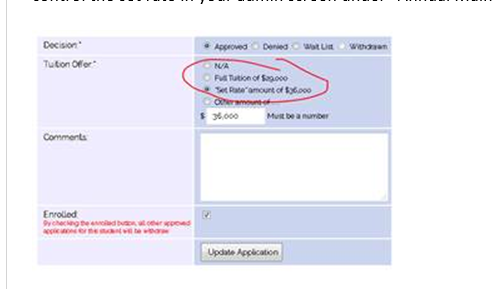 control the set rate in your admin screen under "Annual Main
Decision:* Approved Denied Wait List Withdrawn
Tuition Offer:* N/A
Full Tuition of $29,000
"Set Rate" amount of $36,000
Other amount of
$ 36,000 Must be a number
Comments:
Enrolled:
By checking the enrolled button, all other approved
applications for this student will be withdraw
Update Application